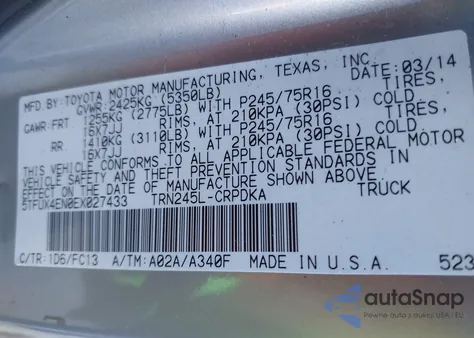 MFD BY: TOYOTA MOTOR MANUFACTURING, TEXAS, INC.
GVWR: 2425KG (5350LB) DATE: 03/14
GAWR: FRT 1255KG (2775LB) WITH P245/75R16 TIRES,
16X7JJ RIMS, AT 210KPA (30PSI) COLD
RR 1410KG (3110LB) WITH P245/75R16 TIRES,
16X7JJ RIMS, AT 210KPA (30PSI) COLD
THIS VEHICLE CONFORMS TO ALL APPLICABLE FEDERAL MOTOR
VEHICLE SAFETY AND THEFT PREVENTION STANDARDS IN
EFFECT ON THE DATE OF MANUFACTURE SHOWN ABOVE
5TFUX4EN0EX027433 TRN245L-CRPDKA TRUCK
C/TR: 1D6/FC13 A/TM: A02A/A340F MADE IN U.S.A. 523
autoSnap
Pewne auto z USA i EU